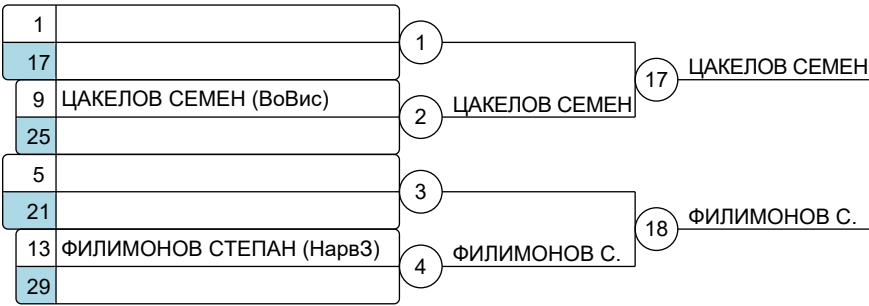 1
1
17
17
ЦАКЕЛОВ СЕМЕН
9 ЦАКЕЛОВ СЕМЕН (ВоВис)
2
ЦАКЕЛОВ СЕМЕН
25
5
3
21
18
ФИЛИМОНОВ С.
13 ФИЛИМОНОВ СТЕПАН (НарвЗ)
4
ФИЛИМОНОВ С.
29